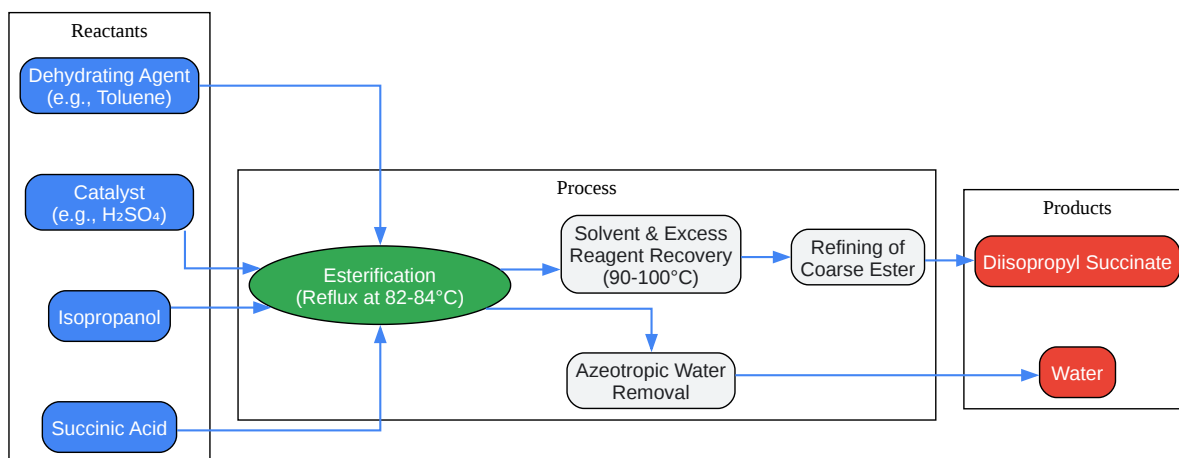 Reactants
Dehydrating Agent
(e.g., Toluene)
Catalyst
(e.g., H₂SO₄)
Isopropanol
Succinic Acid
Process
Esterification
(Reflux at 82-84°C)
Solvent & Excess
Reagent Recovery
(90-100°C)
Refining of
Coarse Ester
Azeotropic Water
Removal
Products
Diisopropyl Succinate
Water